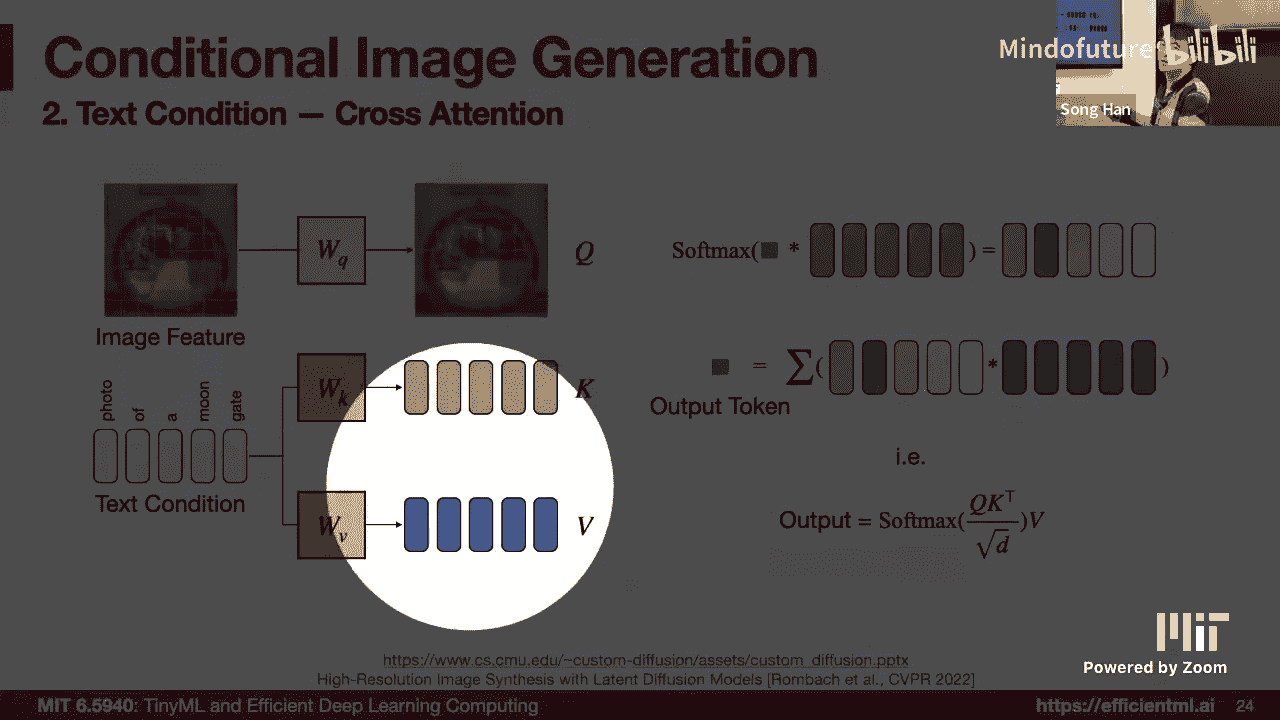 Conditional Image Generation
2. Text Condition — Cross Attention
Mindofuture
bilibili
Song Han
W_q
Q
Image Feature
Softmax( * ) =
photo
of
a
moon
gate
W_k
K
Text Condition
W_v
V
= Σ( * )
Output Token
i.e.
Output = Softmax(QK^⊤/√d)V
https://www.cs.cmu.edu/~custom-diffusion/assets/custom_diffusion.pptx
High-Resolution Image Synthesis with Latent Diffusion Models [Rombach et al., CVPR 2022]
MIT
Powered by Zoom
MIT 6.5940: TinyML and Efficient Deep Learning Computing
https://efficientml.ai
24